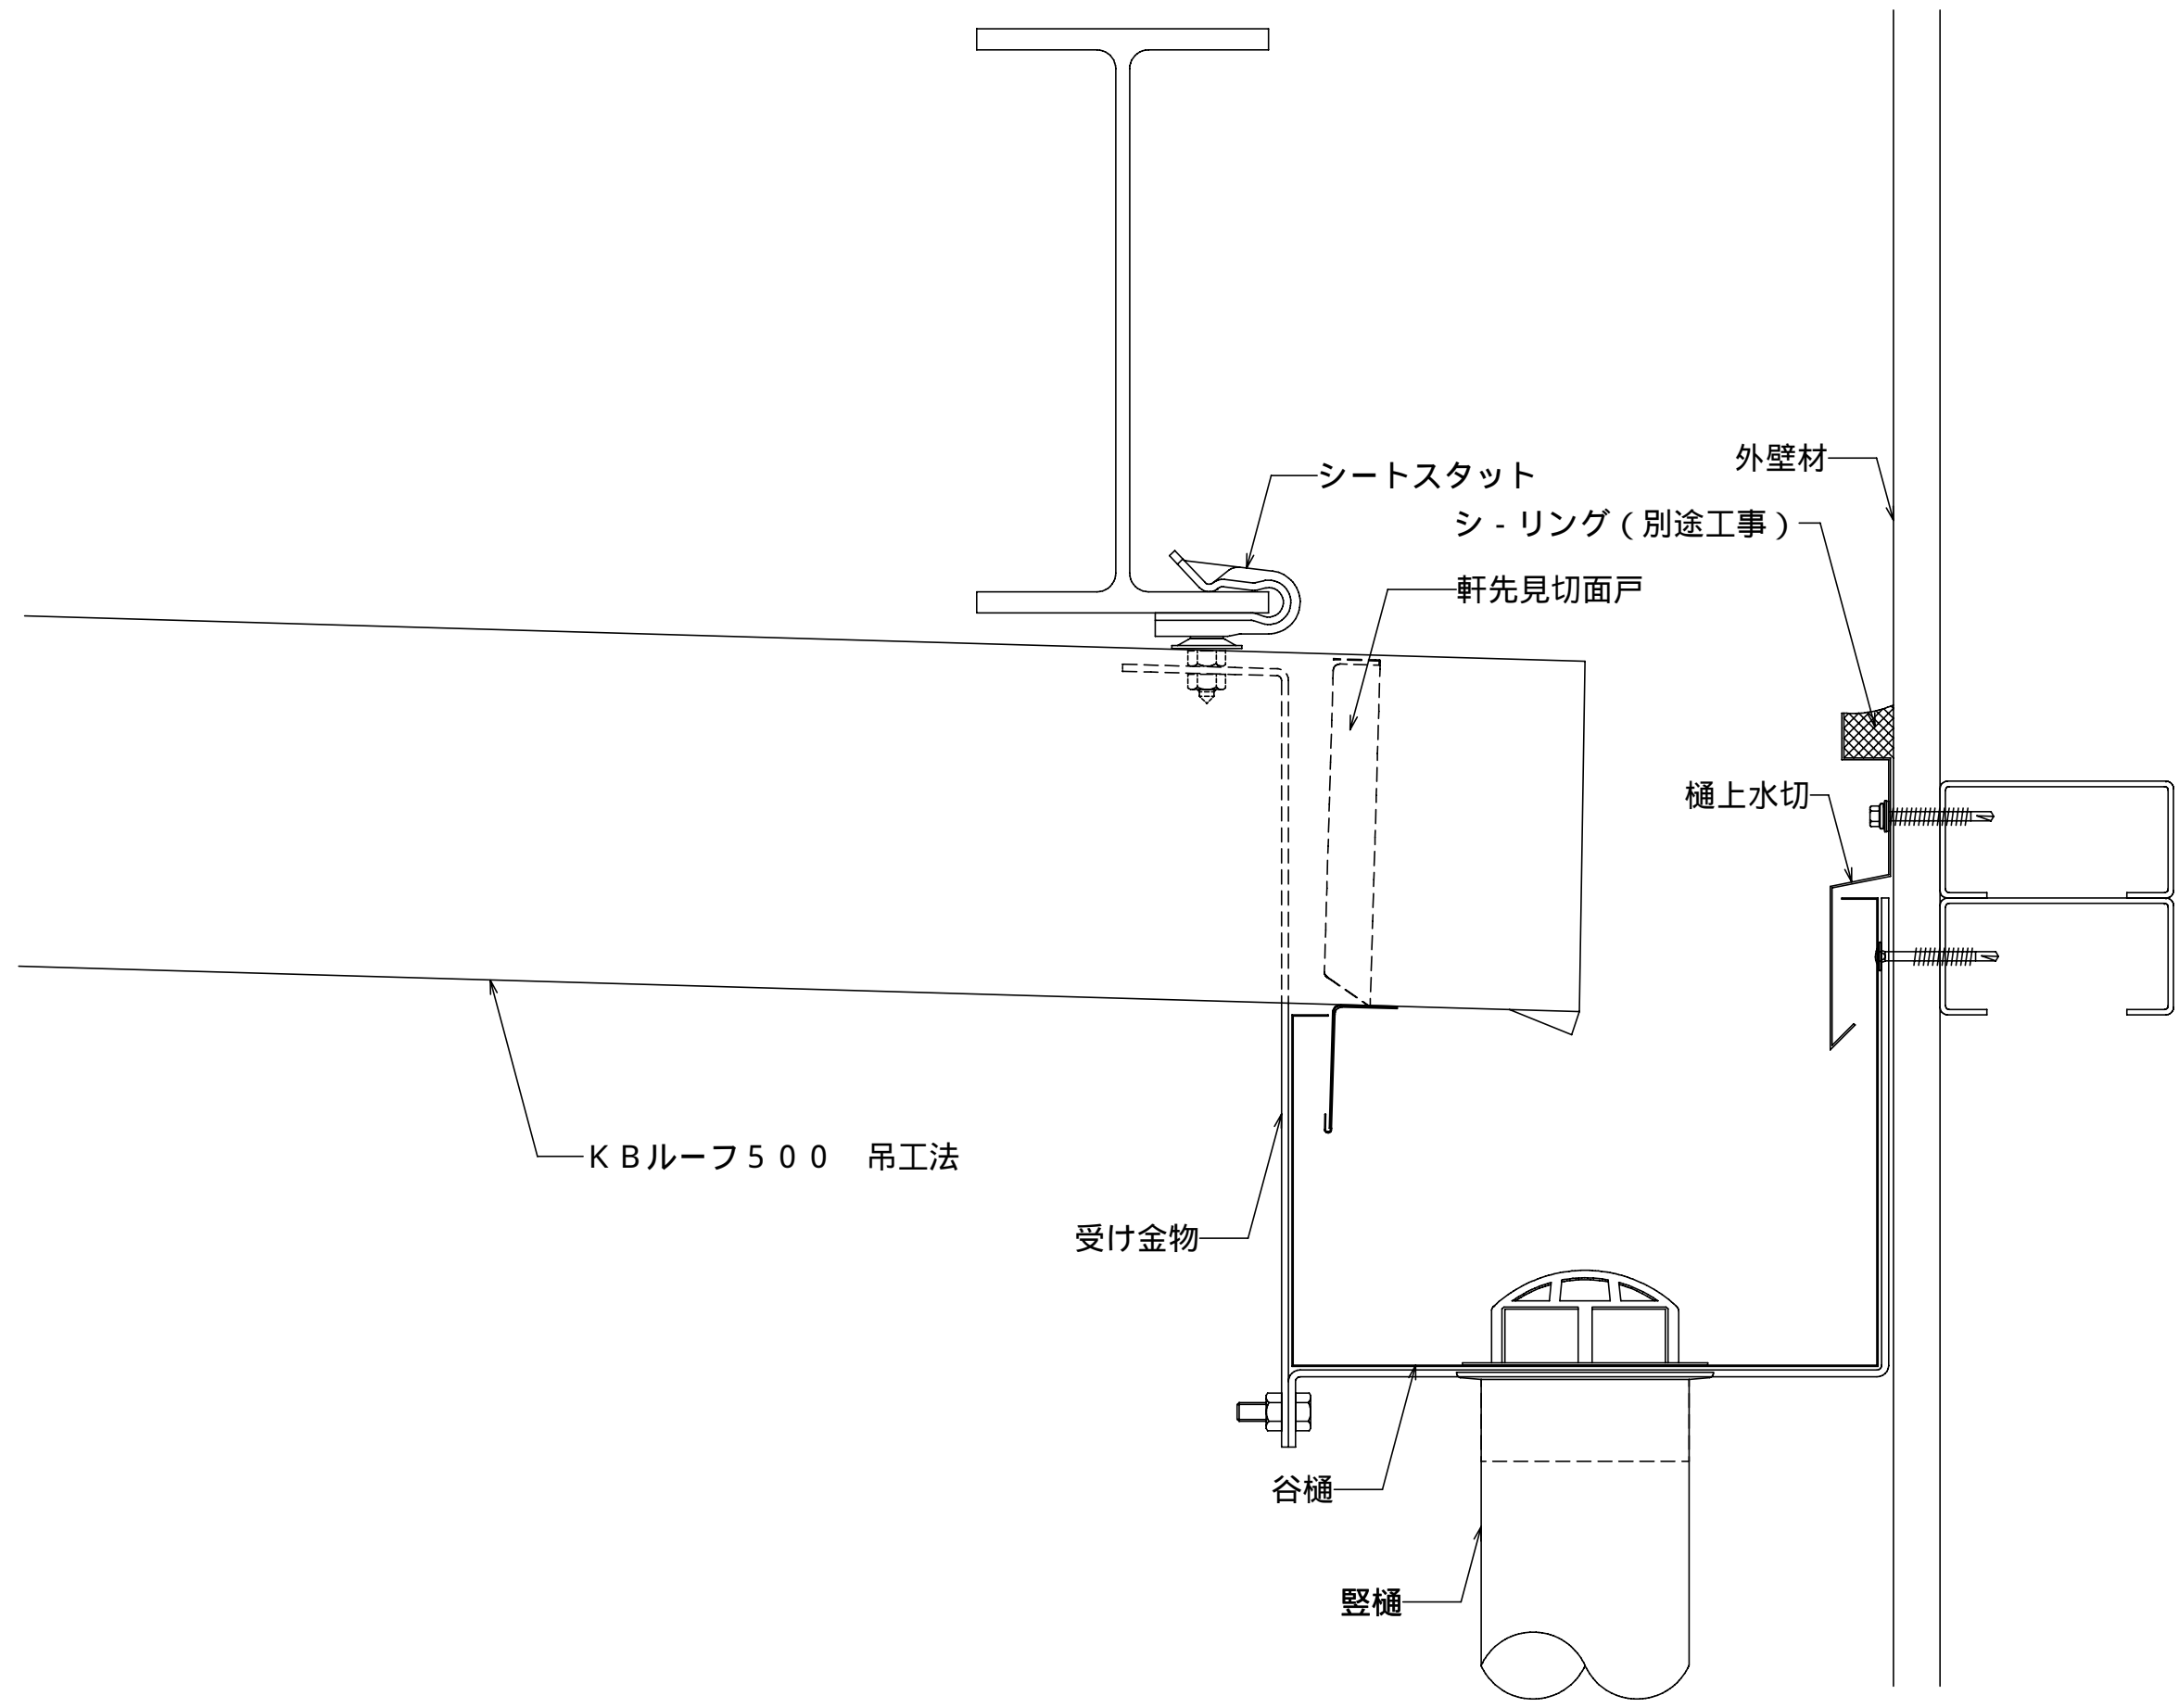 外壁材
シートスタット
シ‐リング（別途工事）
軒先見切面戸
樋上水切
ＫＢルーフ５００　吊工法
受け金物
谷樋
竪樋